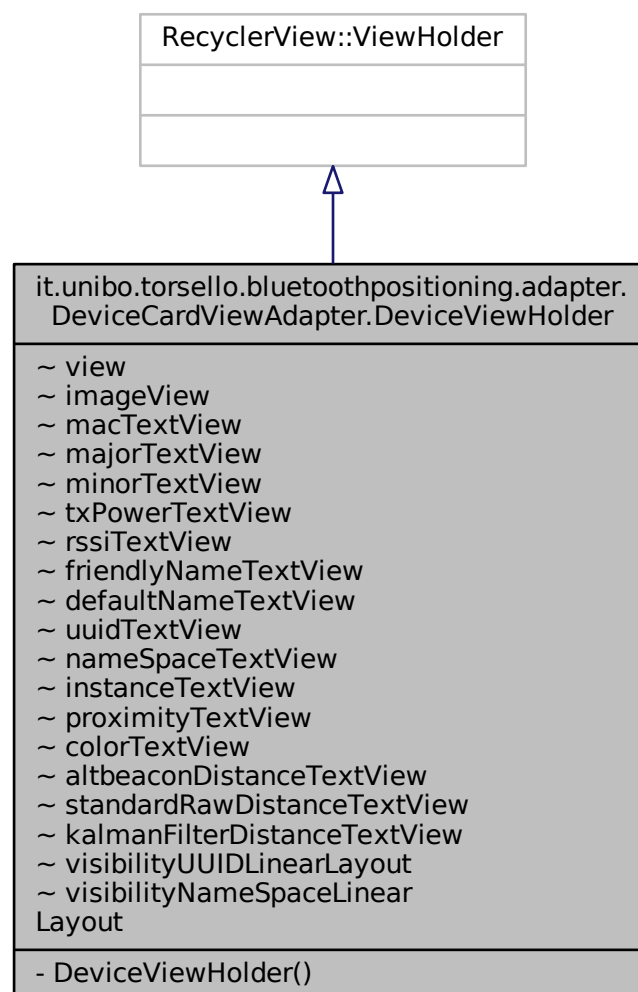 RecyclerView::ViewHolder
it.unibo.torsello.bluetoothpositioning.adapter.
DeviceCardViewAdapter.DeviceViewHolder
~ view
~ imageView
~ macTextView
~ majorTextView
~ minorTextView
~ txPowerTextView
~ rssiTextView
~ friendlyNameTextView
~ defaultNameTextView
~ uuidTextView
~ nameSpaceTextView
~ instanceTextView
~ proximityTextView
~ colorTextView
~ altbeaconDistanceTextView
~ standardRawDistanceTextView
~ kalmanFilterDistanceTextView
~ visibilityUUIDLinearLayout
~ visibilityNameSpaceLinear
Layout
- DeviceViewHolder()